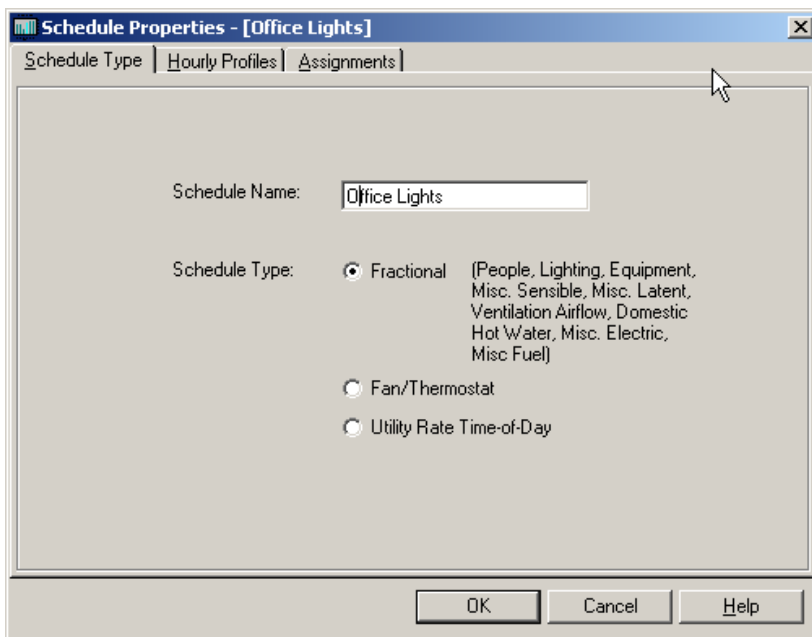 Schedule Properties - [Office Lights]
Schedule Type Hourly Profiles Assignments
Schedule Name: Office Lights
Schedule Type: Fractional (People, Lighting, Equipment,
Misc. Sensible, Misc. Latent,
Ventilation Airflow, Domestic
Hot Water, Misc. Electric,
Misc Fuel)
Fan/Thermostat
Utility Rate Time-of-Day
OK Cancel Help